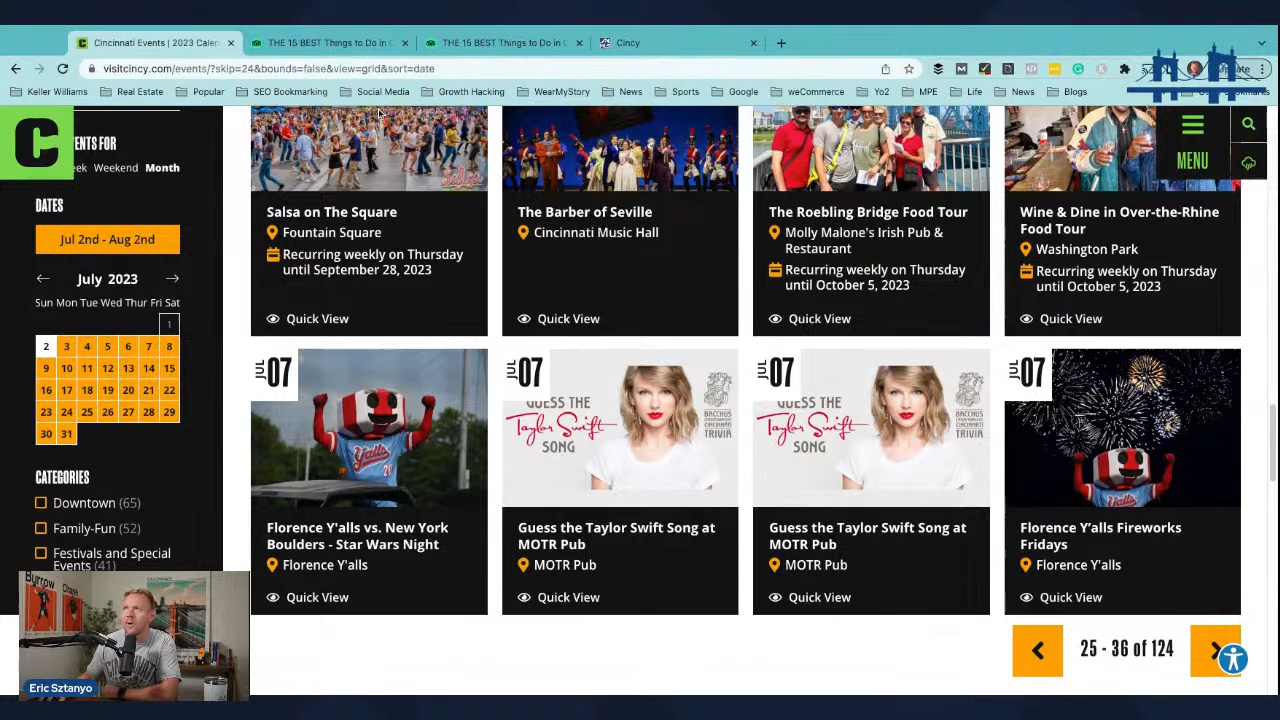 Cincinnati Events | 2023 Calen
THE 15 BEST Things to Do in C
THE 15 BEST Things to Do in C
Cincy
visitcincy.com/events/?skip=24&bounds=false&view=grid&sort=date
Keller Williams
Real Estate
Popular
SEO Bookmarking
Social Media
Growth Hacking
WearMyStory
News
Sports
Google
weCommerce
Yo2
MPE
Life
News
Blogs
C
ENTS FOR
eek Weekend Month
DATES
Jul 2nd - Aug 2nd
July 2023
Sun Mon Tue Wed Thur Fri Sat
1
2 3 4 5 6 7 8
9 10 11 12 13 14 15
16 17 18 19 20 21 22
23 24 25 26 27 28 29
30 31
CATEGORIES
Downtown (65)
Family-Fun (52)
Festivals and Special
Events (41)
MENU
salsa
Salsa on The Square
Fountain Square
Recurring weekly on Thursday
until September 28, 2023
Quick View
The Barber of Seville
Cincinnati Music Hall
Quick View
The Roebling Bridge Food Tour
Molly Malone's Irish Pub &
Restaurant
Recurring weekly on Thursday
until October 5, 2023
Quick View
Wine & Dine in Over-the-Rhine
Food Tour
Washington Park
Recurring weekly on Thursday
until October 5, 2023
Quick View
JUL 07
Y'alls
Florence Y'alls vs. New York
Boulders - Star Wars Night
Florence Y'alls
Quick View
JUL 07
GUESS THE
Taylor Swift
SONG
BACCHUS
TRIVIA
Guess the Taylor Swift Song at
MOTR Pub
MOTR Pub
Quick View
JUL 07
GUESS THE
Taylor Swift
SONG
BACCHUS
TRIVIA
Guess the Taylor Swift Song at
MOTR Pub
MOTR Pub
Quick View
JUL 07
Y'alls
Florence Y'alls Fireworks
Fridays
Florence Y'alls
Quick View
25 - 36 of 124
Burrow
Chase
Eric Sztanyo